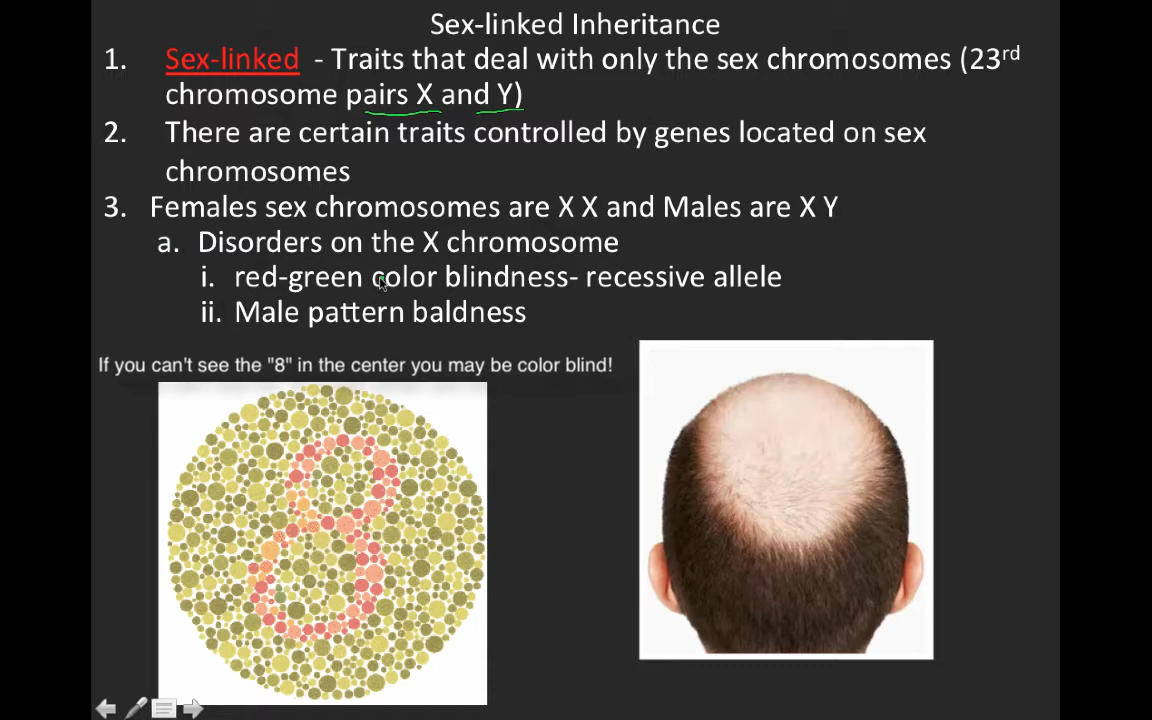 Sex-linked Inheritance
1. Sex-linked - Traits that deal with only the sex chromosomes (23rd
chromosome pairs X and Y)
2. There are certain traits controlled by genes located on sex
chromosomes
3. Females sex chromosomes are X X and Males are X Y
a. Disorders on the X chromosome
i. red-green color blindness- recessive allele
ii. Male pattern baldness
If you can't see the "8" in the center you may be color blind!
8